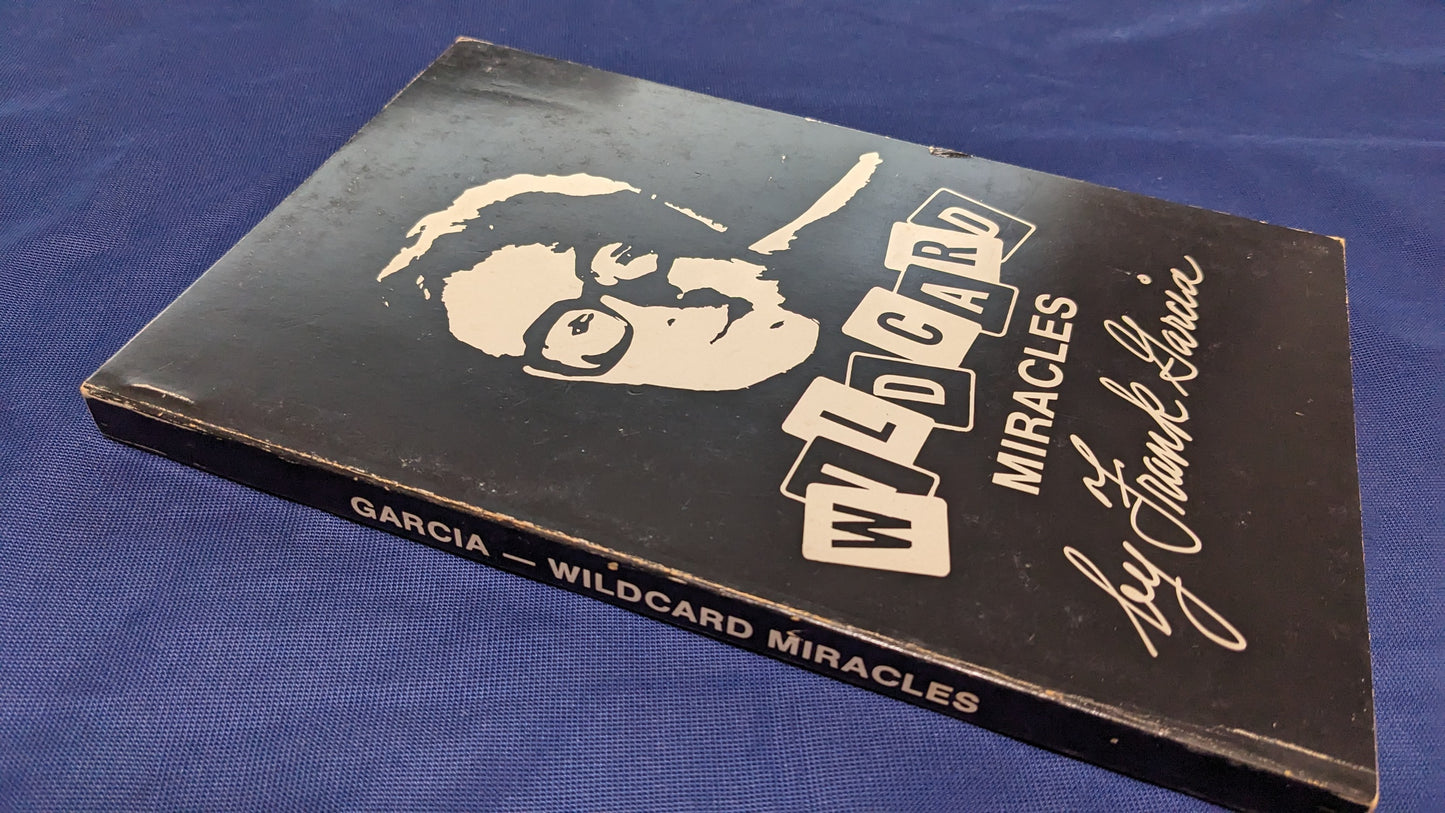 WILDCARD
MIRACLES
by Frank Garcia
GARCIA — WILDCARD MIRACLES